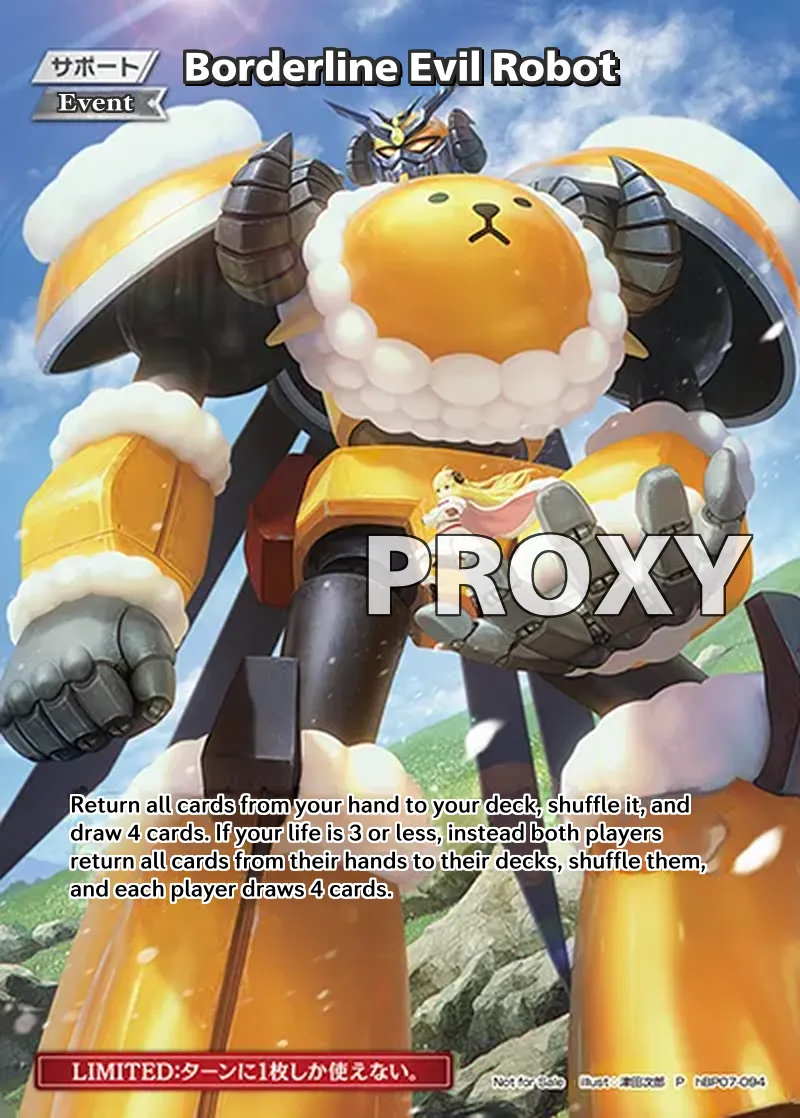 サポート
Borderline Evil Robot
Event
PROXY
Return all cards from your hand to your deck, shuffle it, and
draw 4 cards. If your life is 3 or less, instead both players
return all cards from their hands to their decks, shuffle them,
and each player draws 4 cards.
LIMITED:ターンに1枚しか使えない。
Not for Sale illust:津田次郎 P hBP07-094